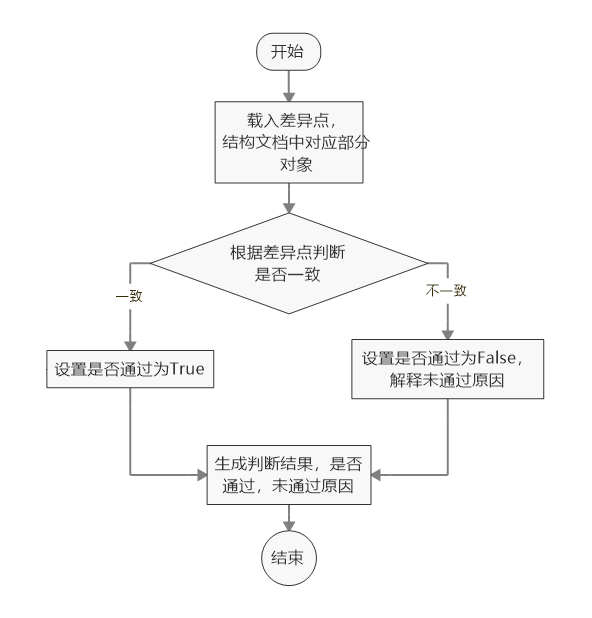 开始
载入差异点，
结构文档中对应部分
对象
根据差异点判断
是否一致
一致
不一致
设置是否通过为True
设置是否通过为False，
解释未通过原因
生成判断结果，是否
通过，未通过原因
结束